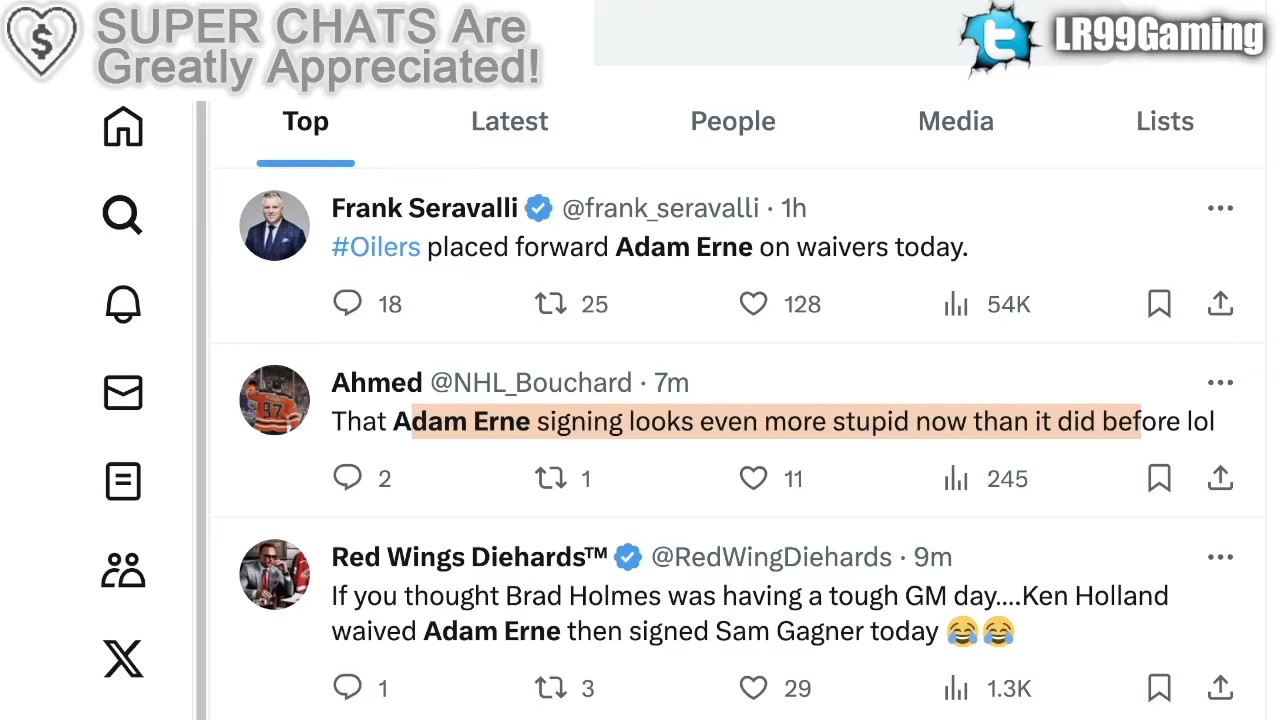 SUPER CHATS Are
Greatly Appreciated!
LR99Gaming
Top Latest People Media Lists
Frank Seravalli @frank_seravalli · 1h
#Oilers placed forward Adam Erne on waivers today.
18 25 128 54K
Ahmed @NHL_Bouchard · 7m
That Adam Erne signing looks even more stupid now than it did before lol
2 1 11 245
Red Wings Diehards™ @RedWingDiehards · 9m
If you thought Brad Holmes was having a tough GM day....Ken Holland
waived Adam Erne then signed Sam Gagner today 😂😂
1 3 29 1.3K
97